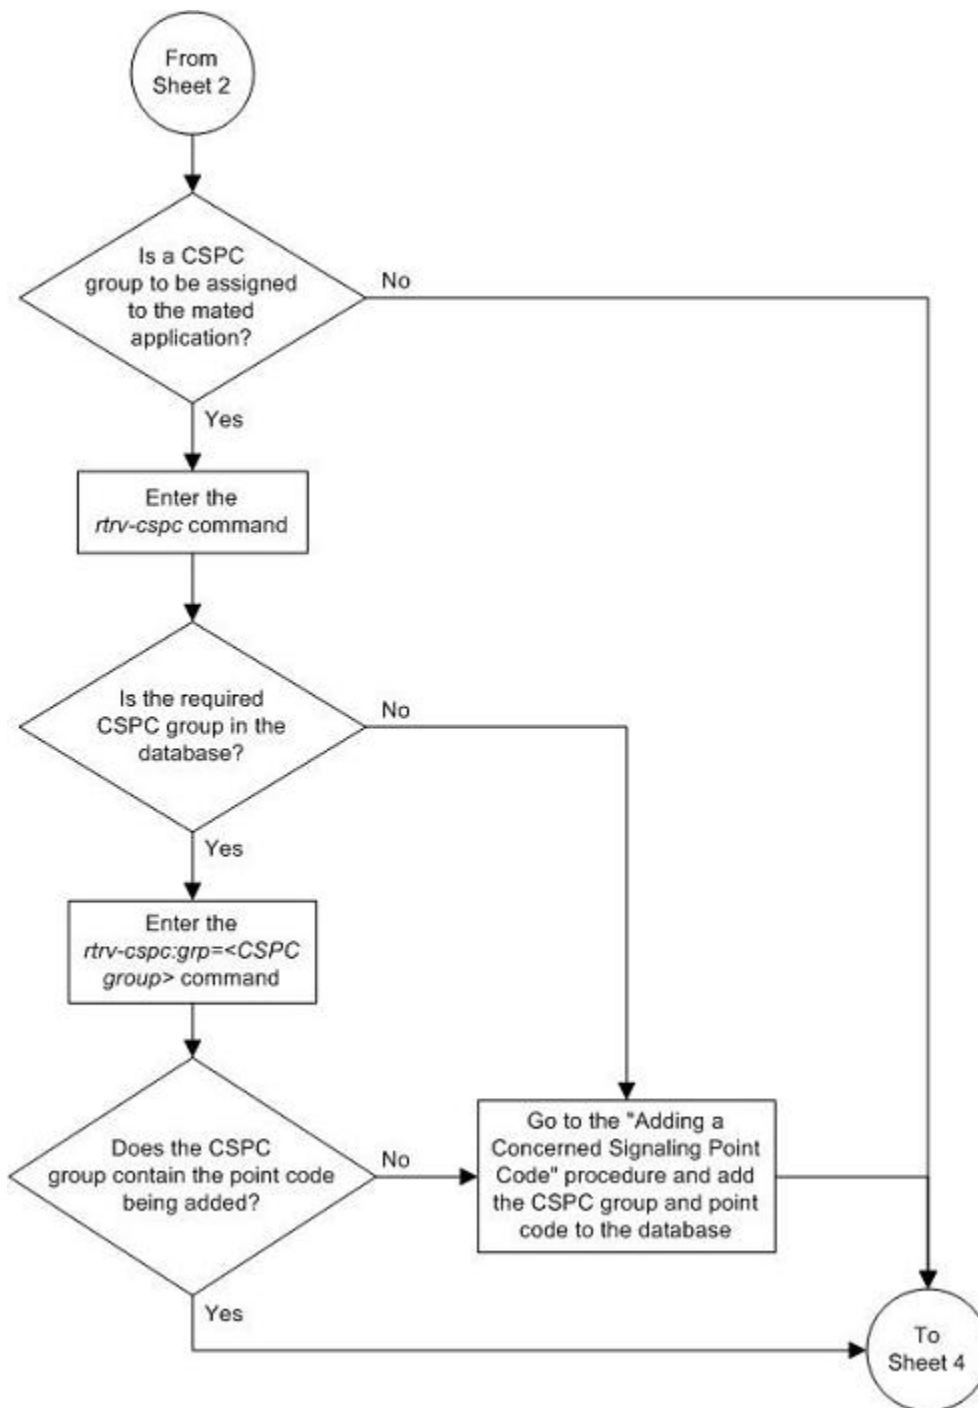 From
Sheet 2
Is a CSPC
group to be assigned
to the mated
application?
No
Yes
Enter the
rtrv-cspc command
Is the required
CSPC group in the
database?
No
Yes
Enter the
rtrv-cspc:grp=<CSPC
group> command
Does the CSPC
group contain the point code
being added?
No
Go to the "Adding a
Concerned Signaling Point
Code" procedure and add
the CSPC group and point
code to the database
Yes
To
Sheet 4